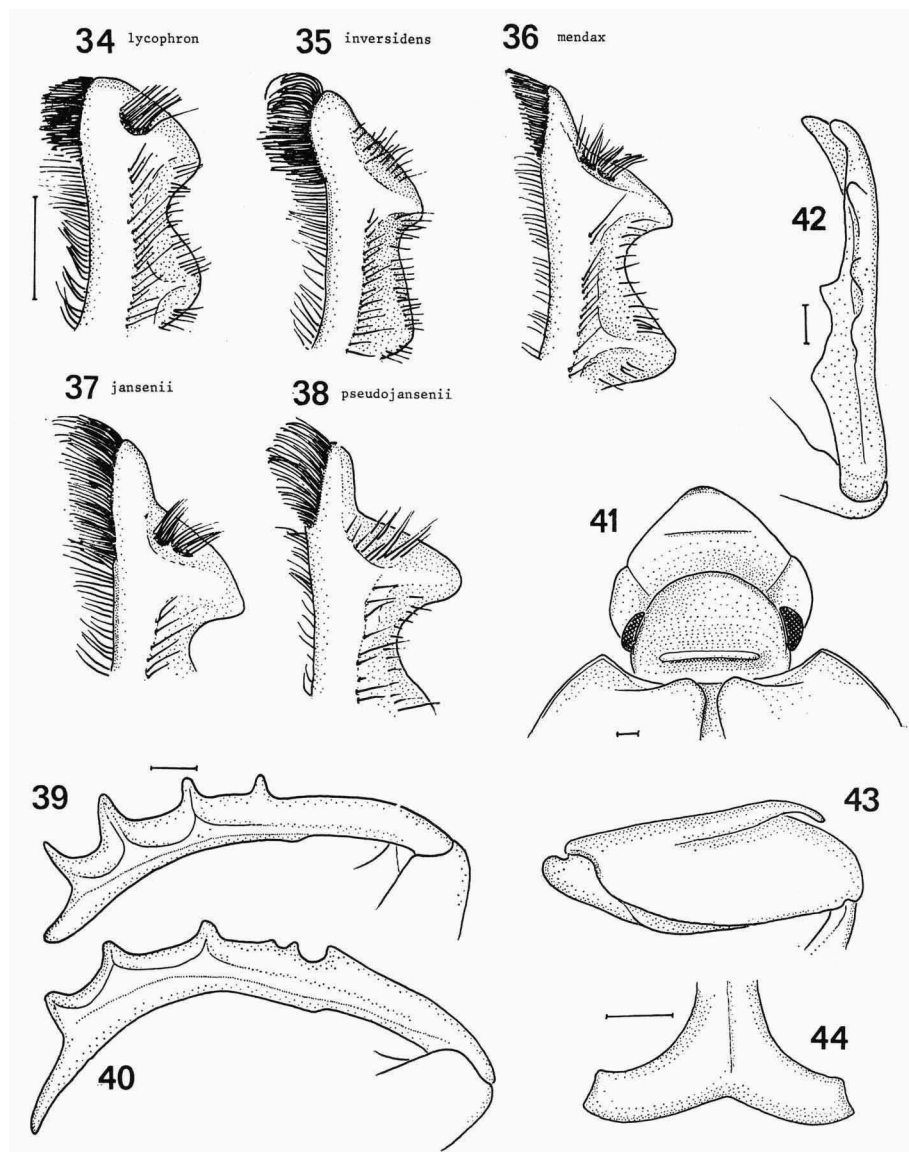 34 lycophron
35 inversidens
36 mendax
42
37 jansenii
38 pseudojansenii
41
39
43
40
44